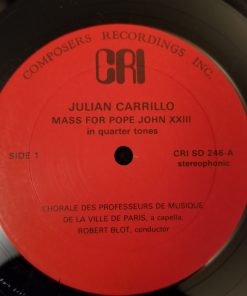 COMPOSERS RECORDINGS INC.
CRI
JULIAN CARRILLO
MASS FOR POPE JOHN XXIII
in quarter tones
SIDE 1
CRI SD 246-A
stereophonic
CHORALE DES PROFESSEURS DE MUSIQUE
DE LA VILLE DE PARIS, a capella,
ROBERT BLOT, conductor